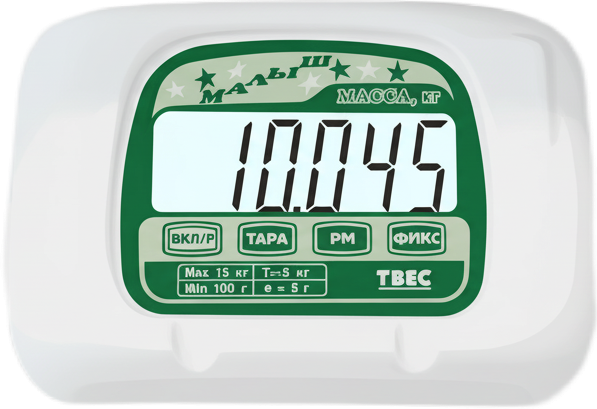 МАЛЫШ
МАССА, кг
10.045
ВКЛ/Р ТАРА РМ ФИКС
Max 15 кг T=-5 кг
Min 100 г e = 5 г
ТВЕС